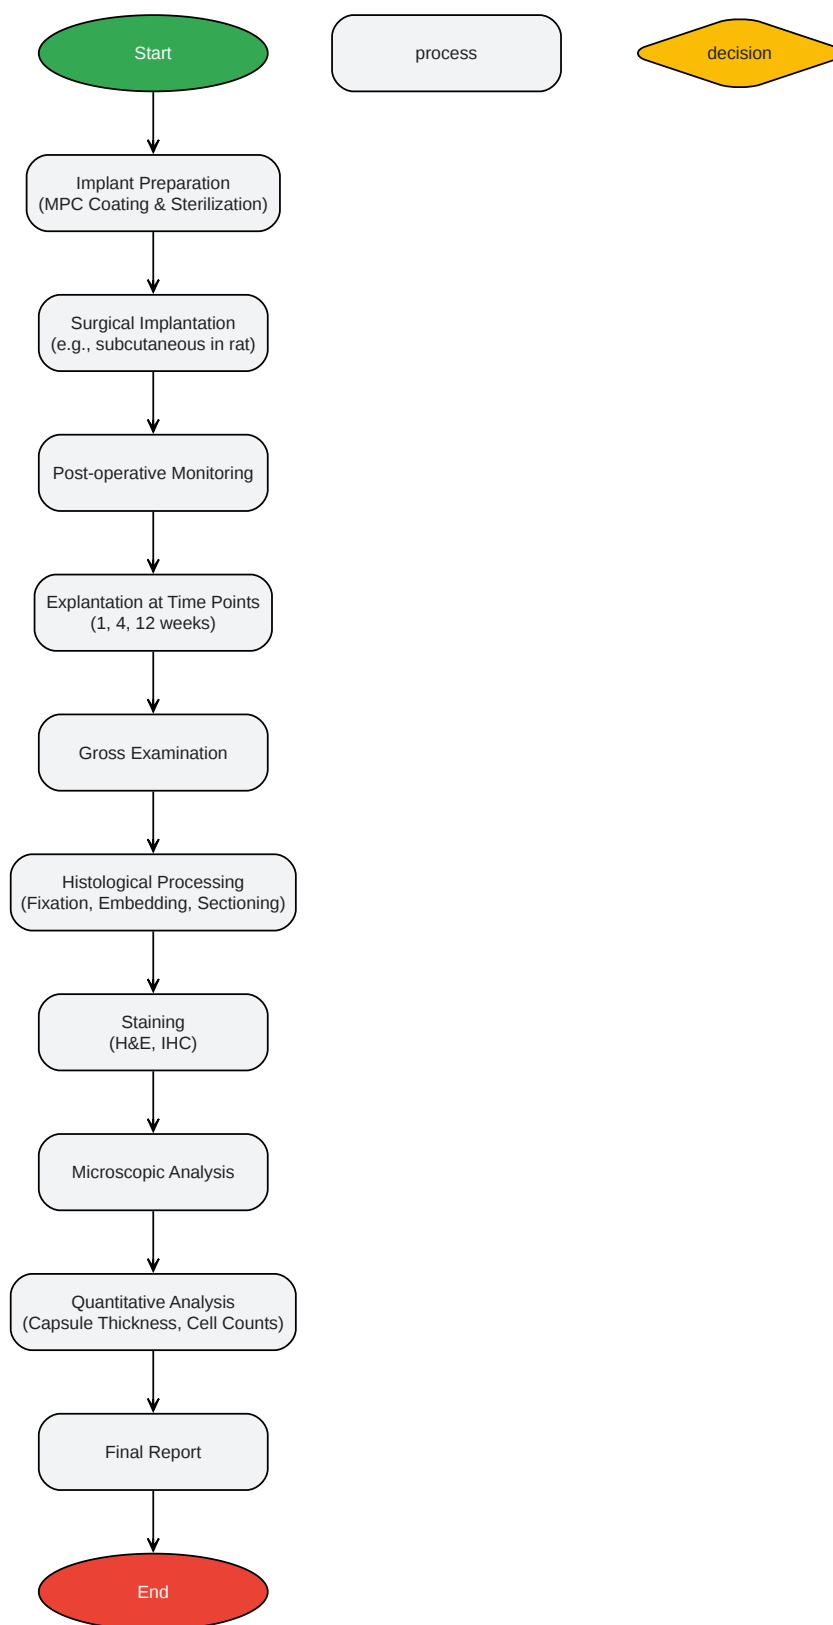 Start
process
decision
Implant Preparation
(MPC Coating & Sterilization)
Surgical Implantation
(e.g., subcutaneous in rat)
Post-operative Monitoring
Explantation at Time Points
(1, 4, 12 weeks)
Gross Examination
Histological Processing
(Fixation, Embedding, Sectioning)
Staining
(H&E, IHC)
Microscopic Analysis
Quantitative Analysis
(Capsule Thickness, Cell Counts)
Final Report
End